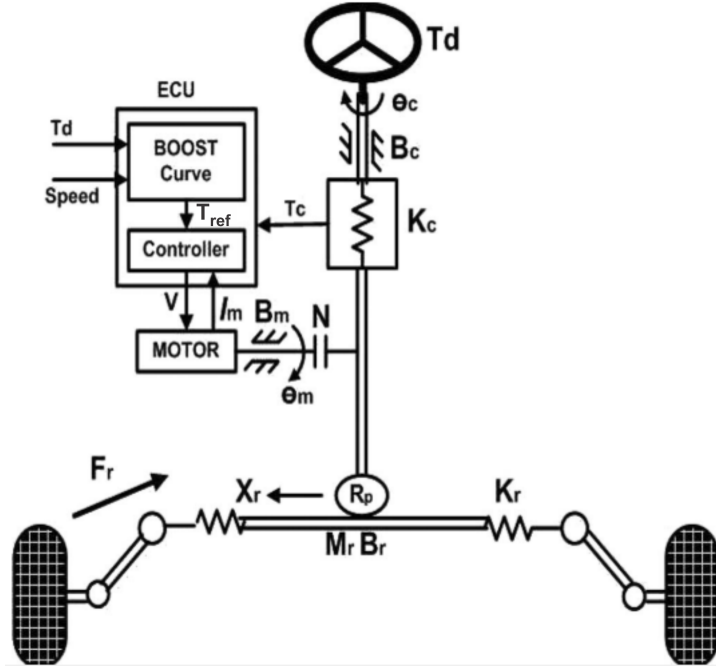 Td
ECU
θc
Td
BOOST
Curve
Bc
Speed
Tref
Tc
Kc
Controller
V
Im
Bm
N
MOTOR
θm
Fr
Xr
Rp
Kr
Mr Br